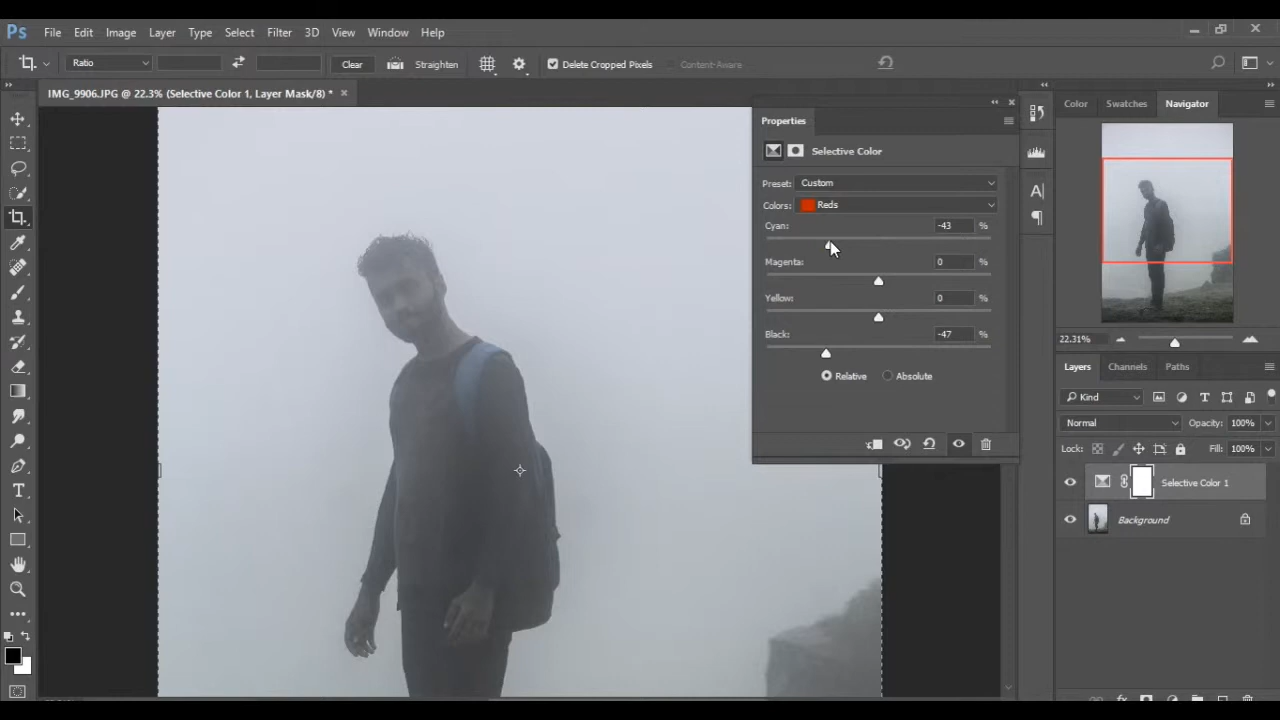 Ps File Edit Image Layer Type Select Filter 3D View Window Help
Ratio Clear Straighten Delete Cropped Pixels Content-Aware
IMG_9906.JPG @ 22.3% (Selective Color 1, Layer Mask/8) *
Properties
Selective Color
Preset: Custom
Colors: Reds
Cyan: -43 %
Magenta: 0 %
Yellow: 0 %
Black: -47 %
Relative Absolute
Color Swatches Navigator
22.31%
Layers Channels Paths
Kind
Normal Opacity: 100%
Lock: Fill: 100%
Selective Color 1
Background